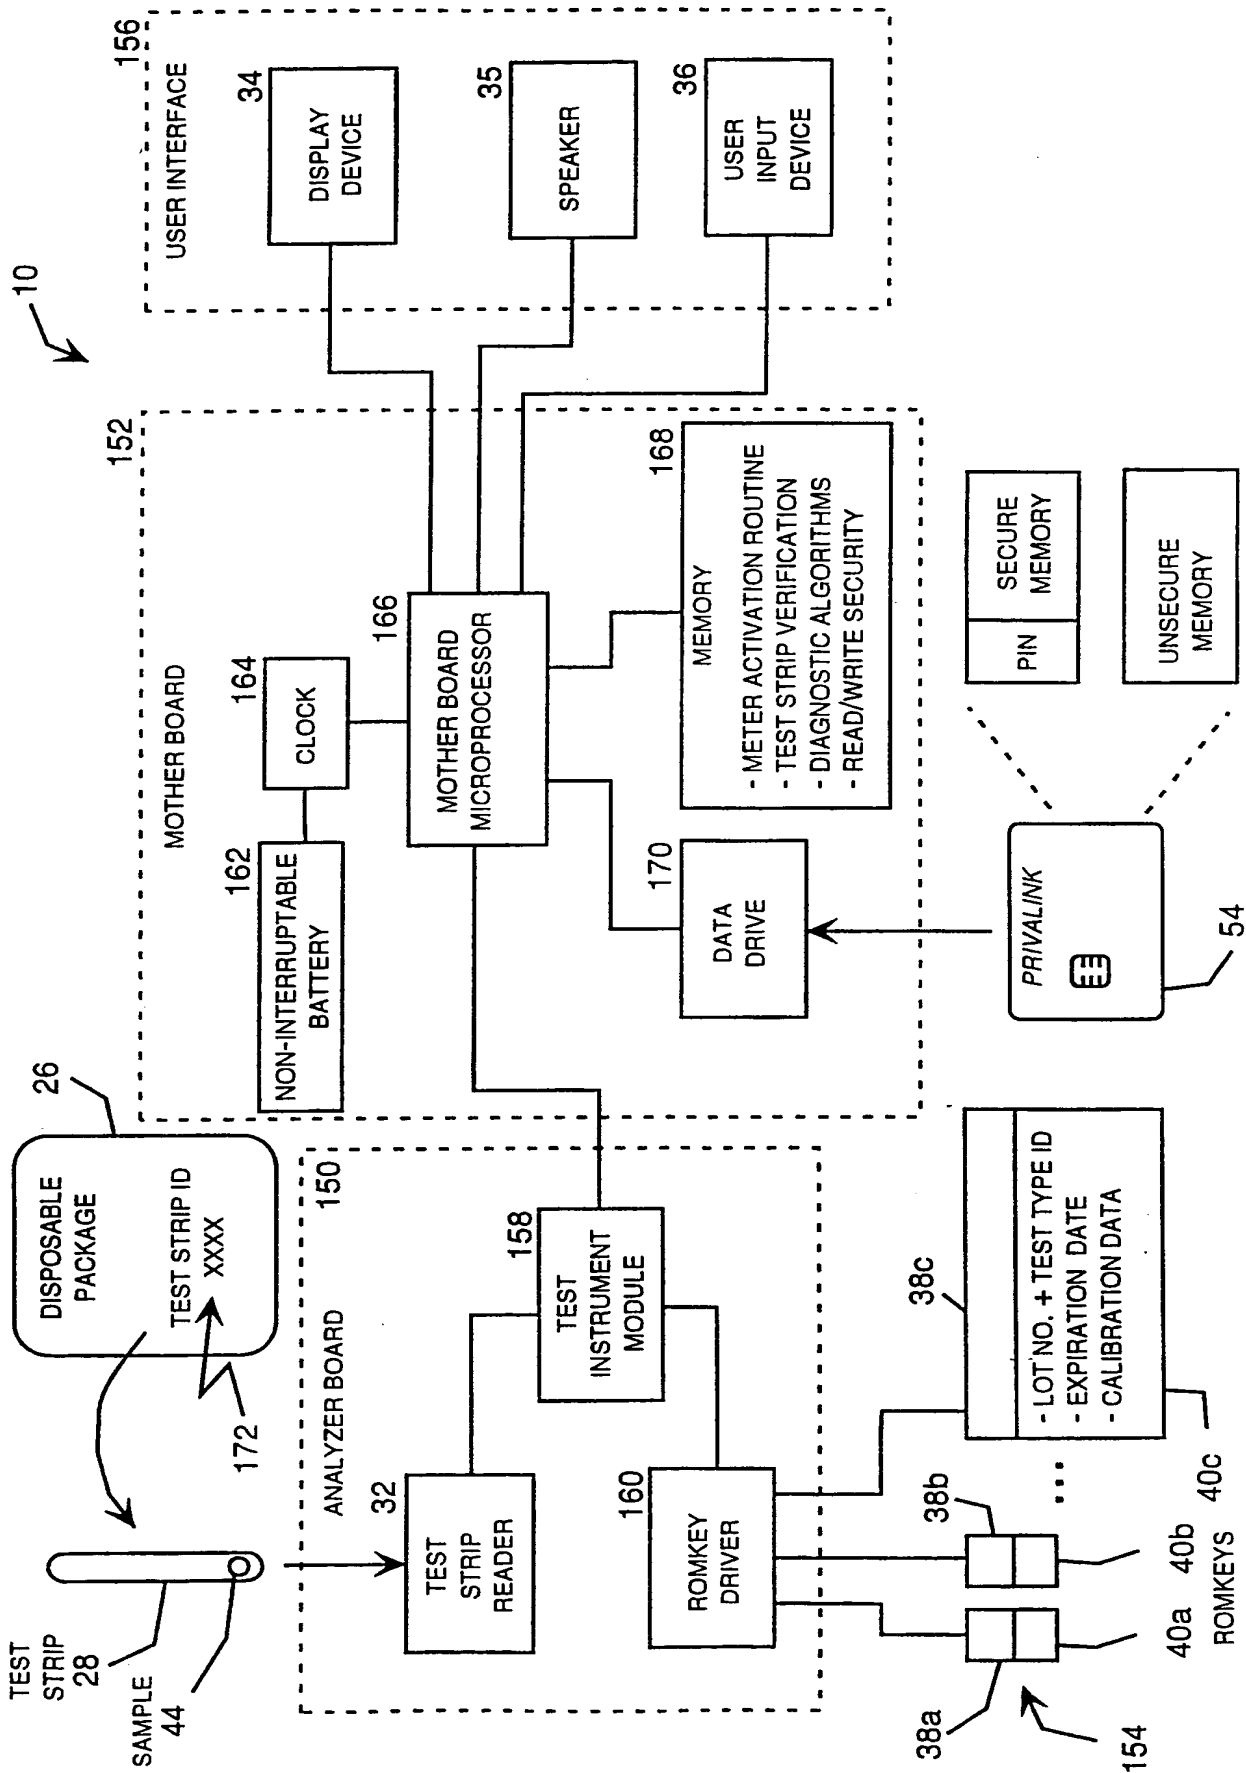 10
TEST
STRIP
28
SAMPLE
44
172
DISPOSABLE
PACKAGE
TEST STRIP ID
XXXX
26
MOTHER BOARD
152
162
NON-INTERRUPTABLE
BATTERY
164
CLOCK
166
MOTHER BOARD
MICROPROCESSOR
170
DATA
DRIVE
168
MEMORY
- METER ACTIVATION ROUTINE
- TEST STRIP VERIFICATION
- DIAGNOSTIC ALGORITHMS
- READ/WRITE SECURITY
USER INTERFACE
156
34
DISPLAY
DEVICE
35
SPEAKER
36
USER
INPUT
DEVICE
ANALYZER BOARD
150
32
TEST
STRIP
READER
158
TEST
INSTRUMENT
MODULE
160
ROMKEY
DRIVER
38a
38b
38c
- LOT NO. + TEST TYPE ID
- EXPIRATION DATE
- CALIBRATION DATA
154
40a
40b
40c
ROMKEYS
PRIVALINK
54
PIN
SECURE
MEMORY
UNSECURE
MEMORY